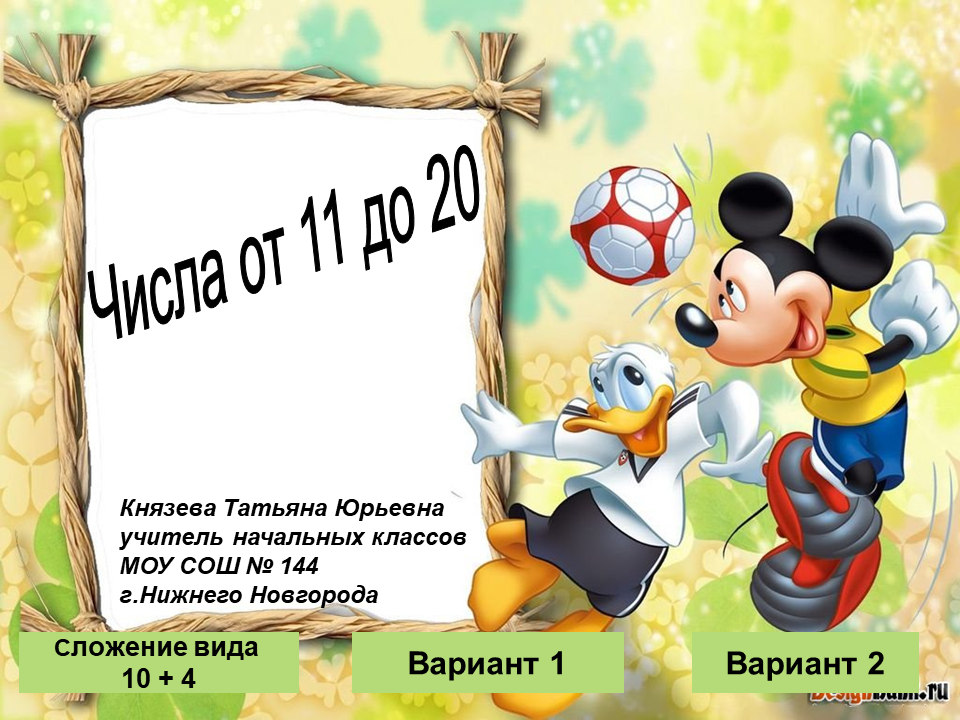 Числа от 11 до 20
Князева Татьяна Юрьевна
учитель начальных классов
МОУ СОШ № 144
г.Нижнего Новгорода
Сложение вида
10 + 4
Вариант 1
Вариант 2